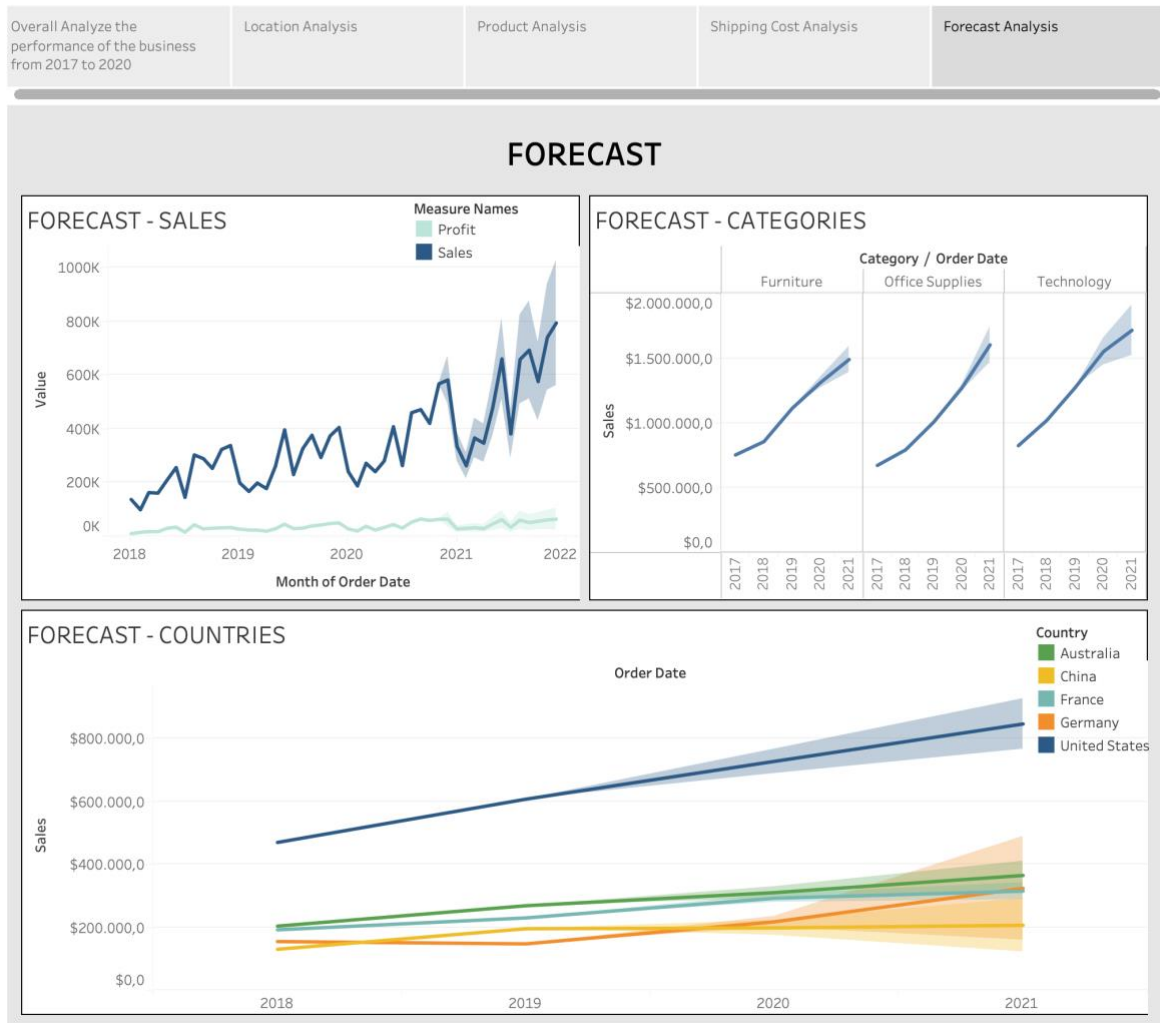 Overall Analyze the
performance of the business
from 2017 to 2020
Location Analysis
Product Analysis
Shipping Cost Analysis
Forecast Analysis
FORECAST
FORECAST - SALES
Measure Names
Profit
Sales
1000K
800K
600K
400K
200K
0K
Value
2018
2019
2020
2021
2022
Month of Order Date
FORECAST - CATEGORIES
Category / Order Date
Furniture
Office Supplies
Technology
$2.000.000,0
$1.500.000,0
$1.000.000,0
$500.000,0
$0,0
Sales
2017
2018
2019
2020
2021
2017
2018
2019
2020
2021
2017
2018
2019
2020
2021
FORECAST - COUNTRIES
Country
Australia
China
France
Germany
United States
Order Date
$800.000,0
$600.000,0
$400.000,0
$200.000,0
$0,0
Sales
2018
2019
2020
2021